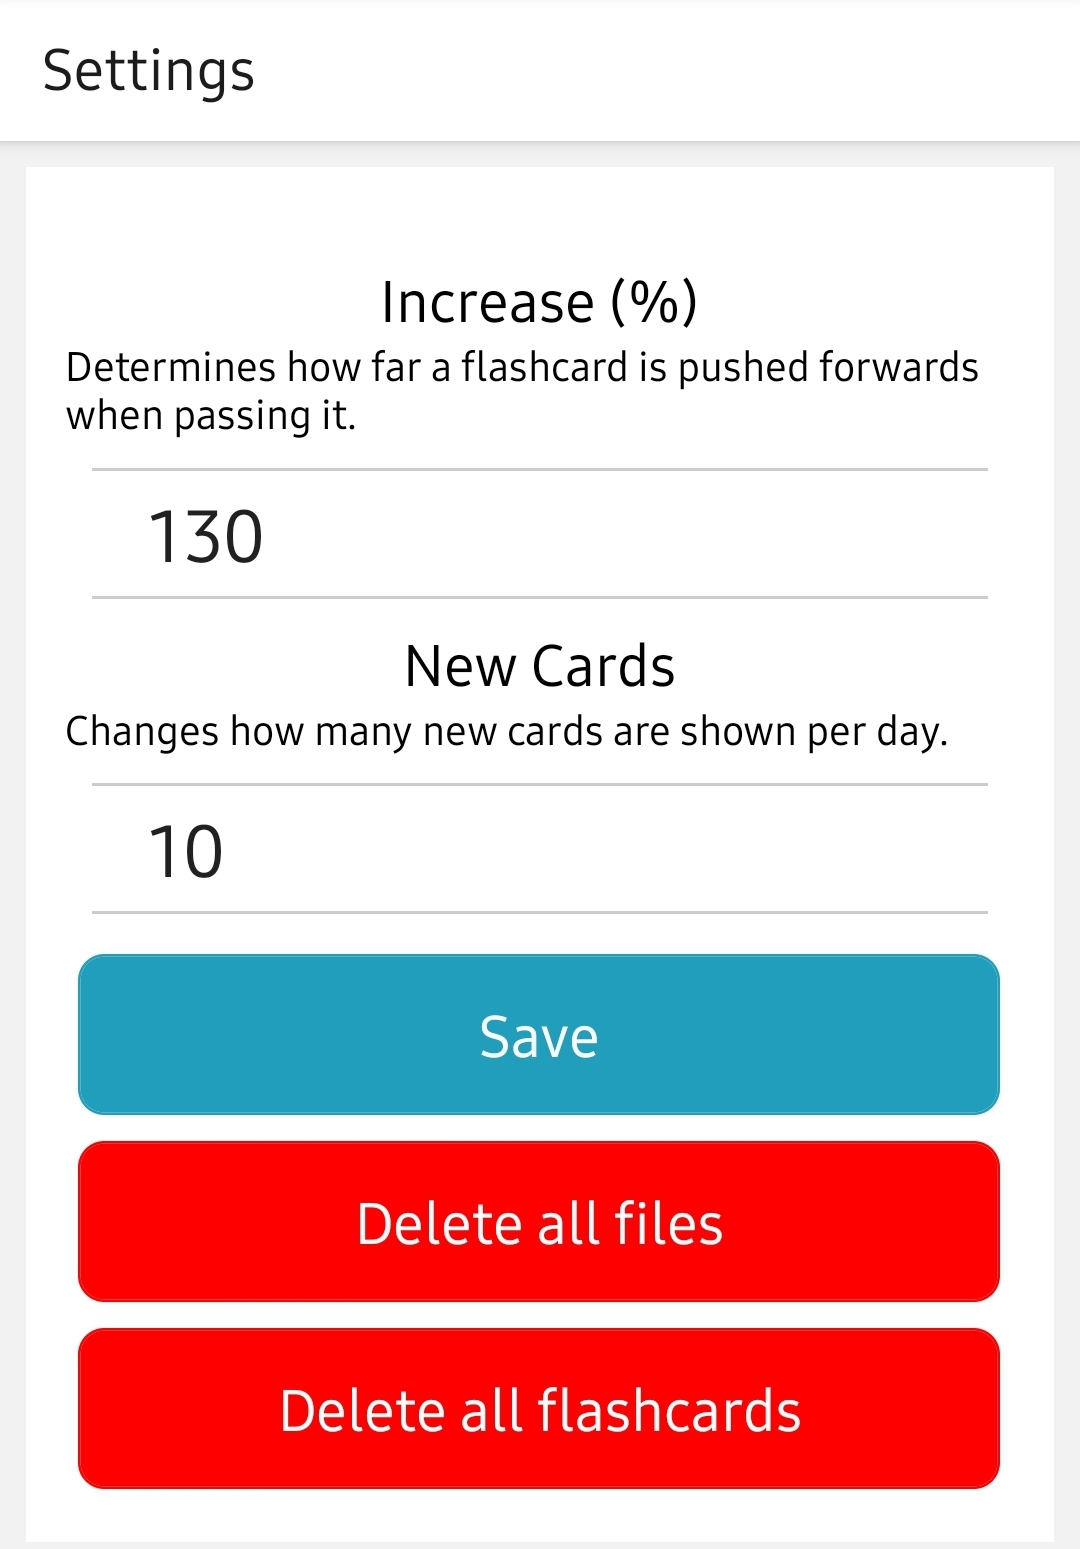 Settings
Increase (%)
Determines how far a flashcard is pushed forwards
when passing it.
130
New Cards
Changes how many new cards are shown per day.
10
Save
Delete all files
Delete all flashcards